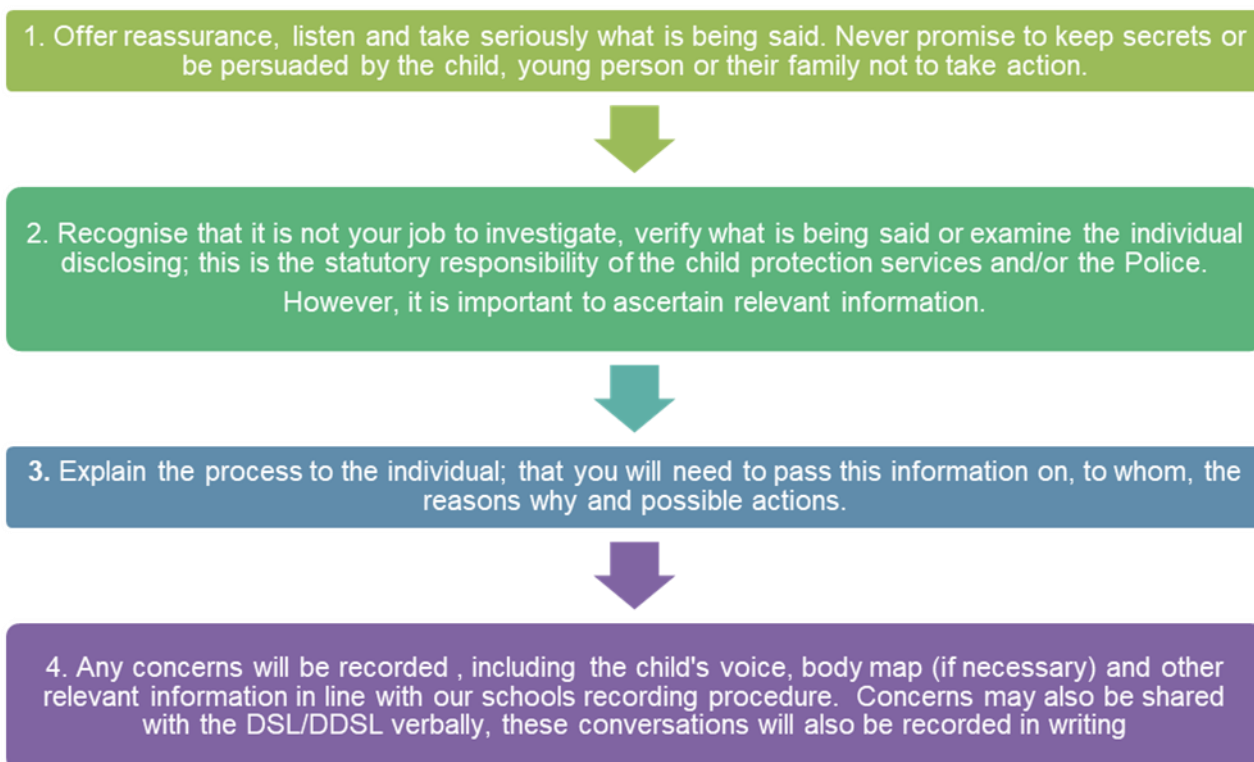 1. Offer reassurance, listen and take seriously what is being said. Never promise to keep secrets or
be persuaded by the child, young person or their family not to take action.
2. Recognise that it is not your job to investigate, verify what is being said or examine the individual
disclosing; this is the statutory responsibility of the child protection services and/or the Police.
However, it is important to ascertain relevant information.
3. Explain the process to the individual; that you will need to pass this information on, to whom, the
reasons why and possible actions.
4. Any concerns will be recorded , including the child's voice, body map (if necessary) and other
relevant information in line with our schools recording procedure. Concerns may also be shared
with the DSL/DDSL verbally, these conversations will also be recorded in writing